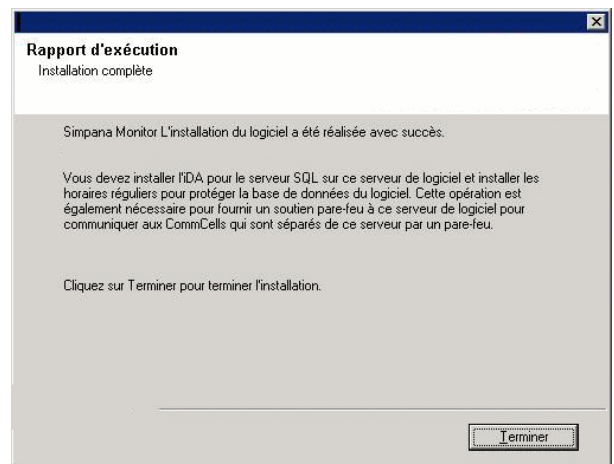 Rapport d'exécution
Installation complète
Simpana Monitor L'installation du logiciel a été réalisée avec succès.
Vous devez installer l'iDA pour le serveur SQL sur ce serveur de logiciel et installer les
horaires réguliers pour protéger la base de données du logiciel. Cette opération est
également nécessaire pour fournir un soutien pare-feu à ce serveur de logiciel pour
communiquer aux CommCells qui sont séparés de ce serveur par un pare-feu.
Cliquez sur Terminer pour terminer l'installation.
Terminer